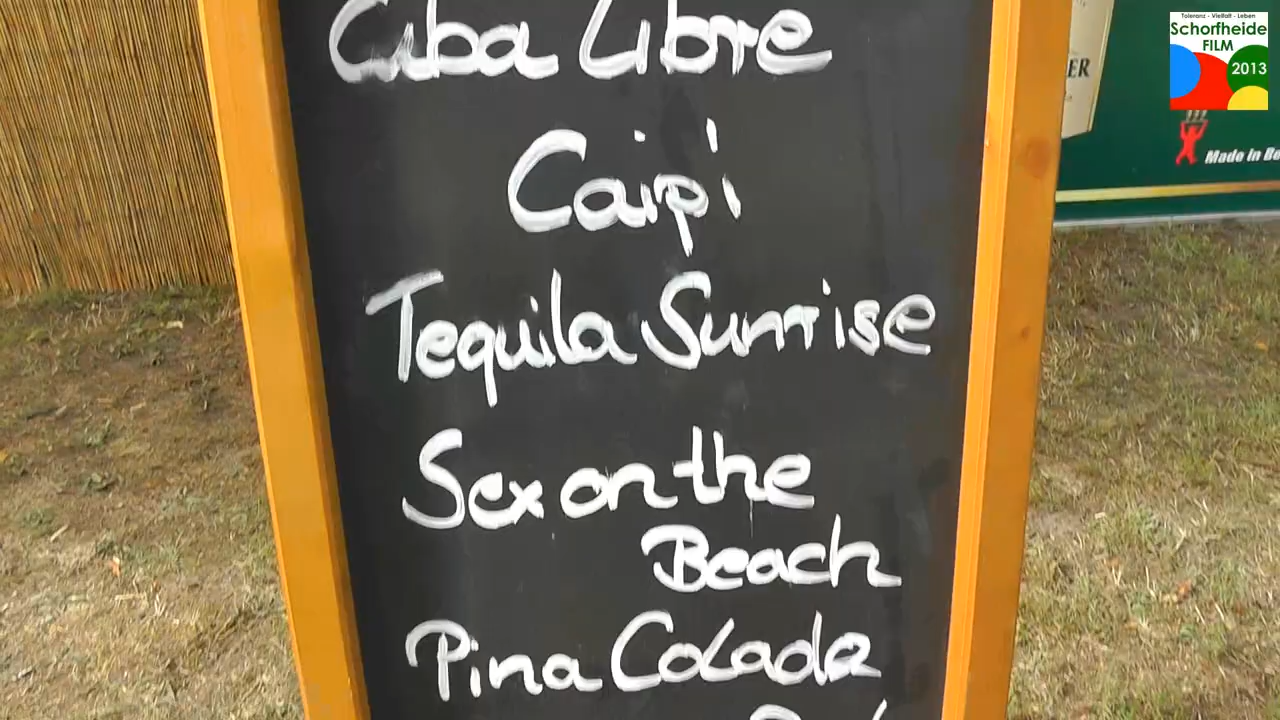 Toleranz - Vielfalt - Leben
Schorfheide
FILM
2013
Cuba Libre
ER
Caipi
Made in Be
Tequila Sunrise
Sex on the
Beach
Pina Colada